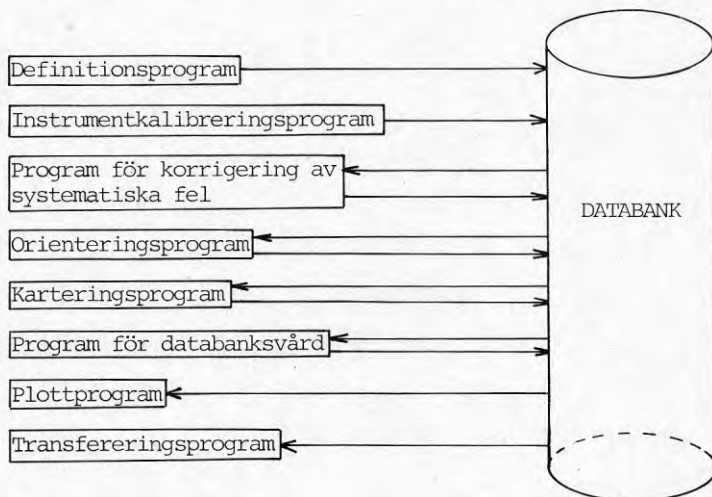 Definitionsprogram
Instrumentkalibreringsprogram
Program för korrigering av
systematiska fel
DATABANK
Orienteringsprogram
Karteringsprogram
Program för databanksvård
Plottprogram
Transfereringsprogram